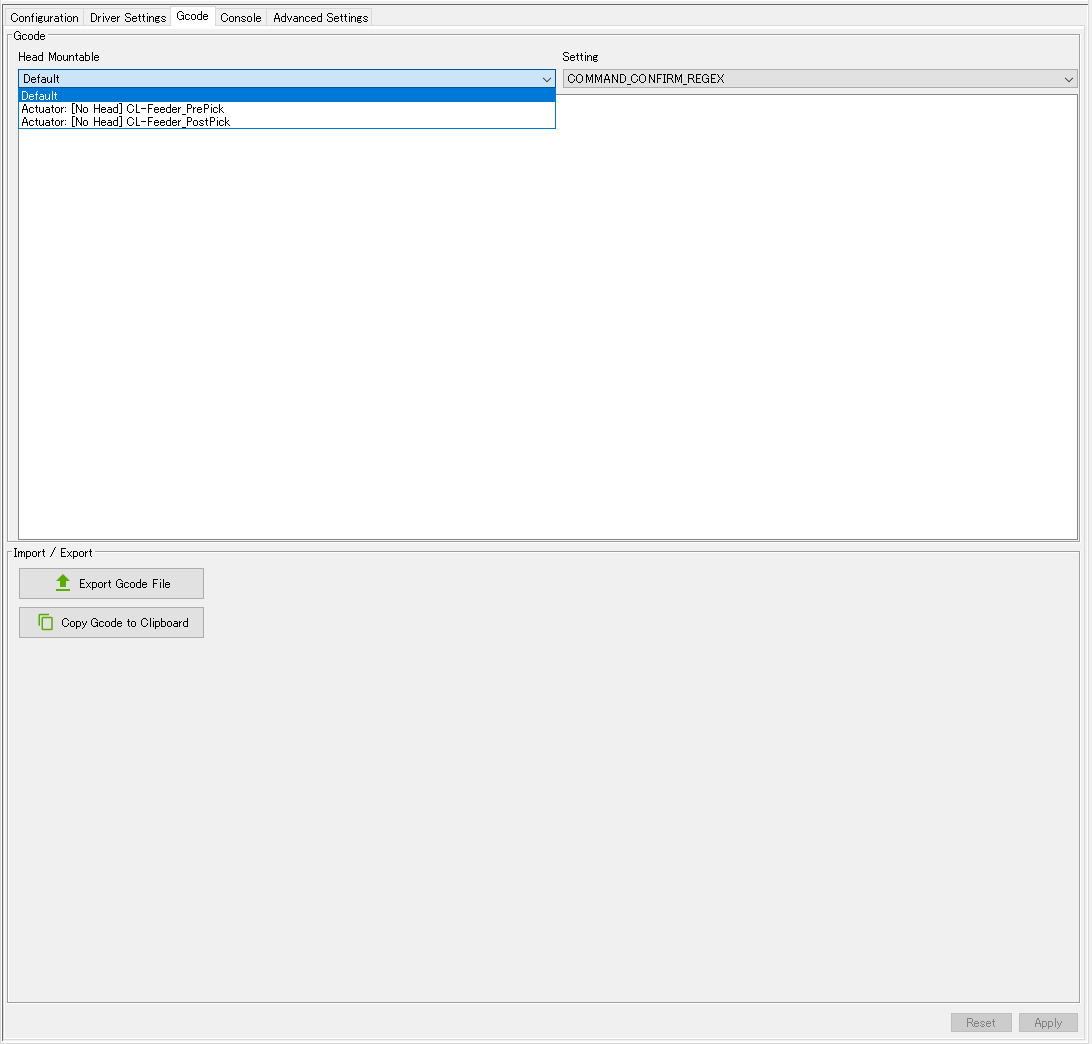 Configuration Driver Settings Gcode Console Advanced Settings
Gcode
Head Mountable Setting
Default COMMAND_CONFIRM_REGEX
Default
Actuator: [No Head] CL-Feeder_PrePick
Actuator: [No Head] CL-Feeder_PostPick
Import / Export
Export Gcode File
Copy Gcode to Clipboard
Reset Apply